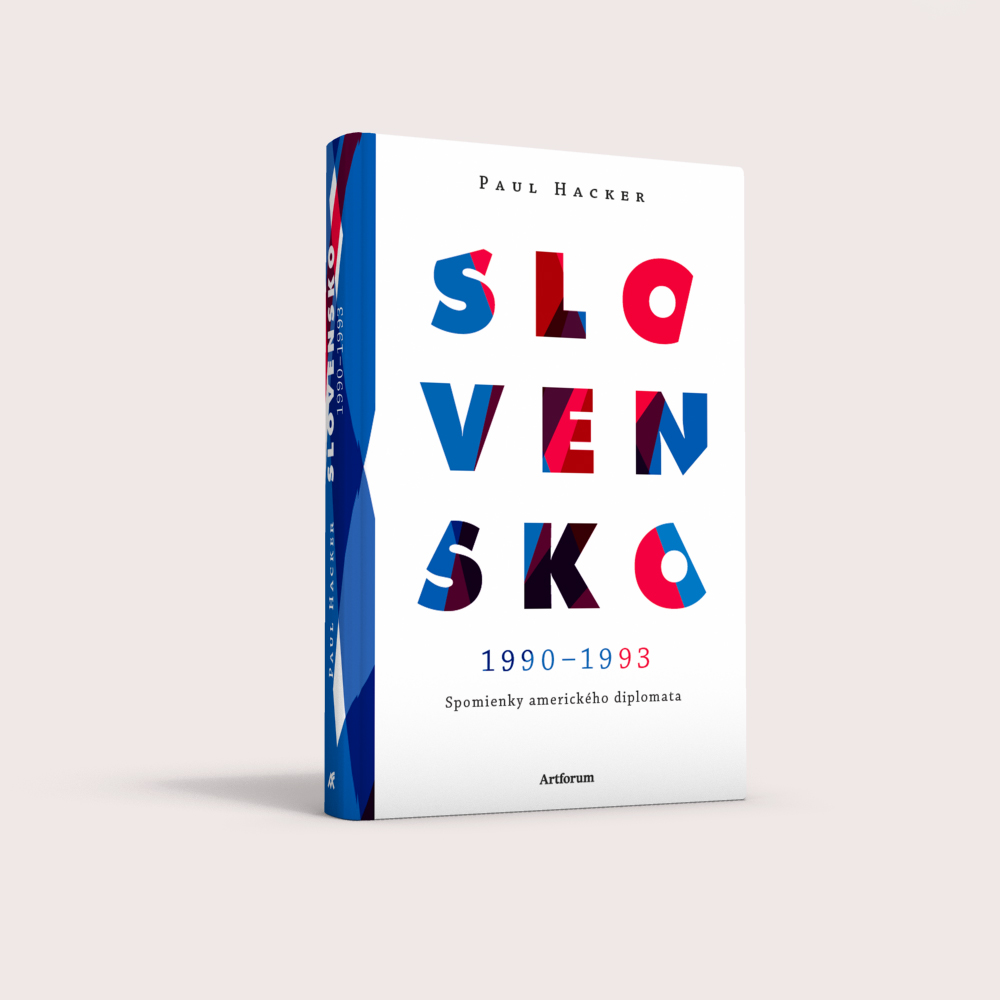 Paul Hacker
SLO
VEN
SKO
1990–1993
Spomienky amerického diplomata
Artforum
SLOVENSKO
1990–1993
Paul Hacker